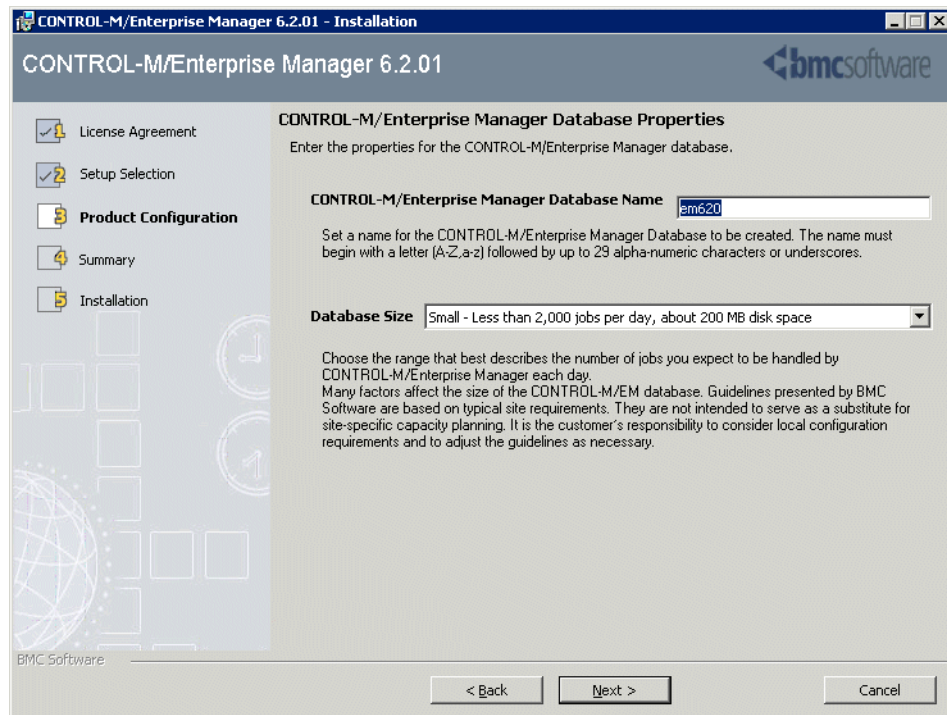 CONTROL-M/Enterprise Manager 6.2.01 - Installation
CONTROL-M/Enterprise Manager 6.2.01
bmcsoftware
1 License Agreement
2 Setup Selection
3 Product Configuration
4 Summary
5 Installation
CONTROL-M/Enterprise Manager Database Properties
Enter the properties for the CONTROL-M/Enterprise Manager database.
CONTROL-M/Enterprise Manager Database Name em620
Set a name for the CONTROL-M/Enterprise Manager Database to be created. The name must
begin with a letter (A-Z,a-z) followed by up to 29 alpha-numeric characters or underscores.
Database Size Small - Less than 2,000 jobs per day, about 200 MB disk space
Choose the range that best describes the number of jobs you expect to be handled by
CONTROL-M/Enterprise Manager each day.
Many factors affect the size of the CONTROL-M/EM database. Guidelines presented by BMC
Software are based on typical site requirements. They are not intended to serve as a substitute for
site-specific capacity planning. It is the customer's responsibility to consider local configuration
requirements and to adjust the guidelines as necessary.
BMC Software
< Back
Next >
Cancel